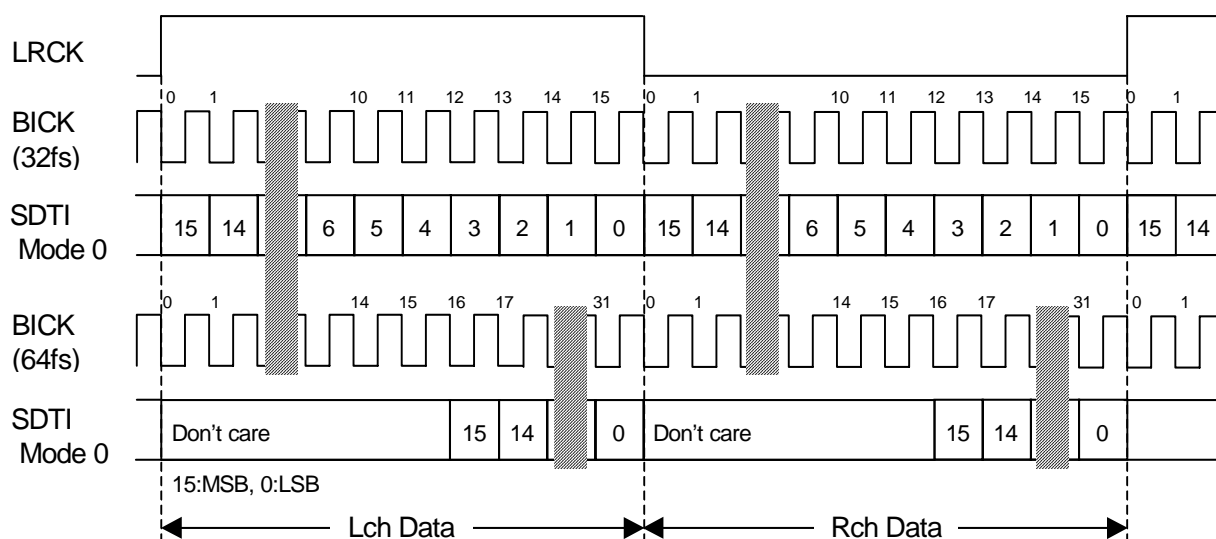 LRCK
0 1 10 11 12 13 14 15 0 1 10 11 12 13 14 15 0 1
BICK
(32fs)
SDTI
Mode 0
15 14 6 5 4 3 2 1 0 15 14 6 5 4 3 2 1 0 15 14
0 1 14 15 16 17 31 0 1 14 15 16 17 31 0 1
BICK
(64fs)
SDTI
Mode 0
Don't care 15 14 0 Don't care 15 14 0
15:MSB, 0:LSB
Lch Data Rch Data